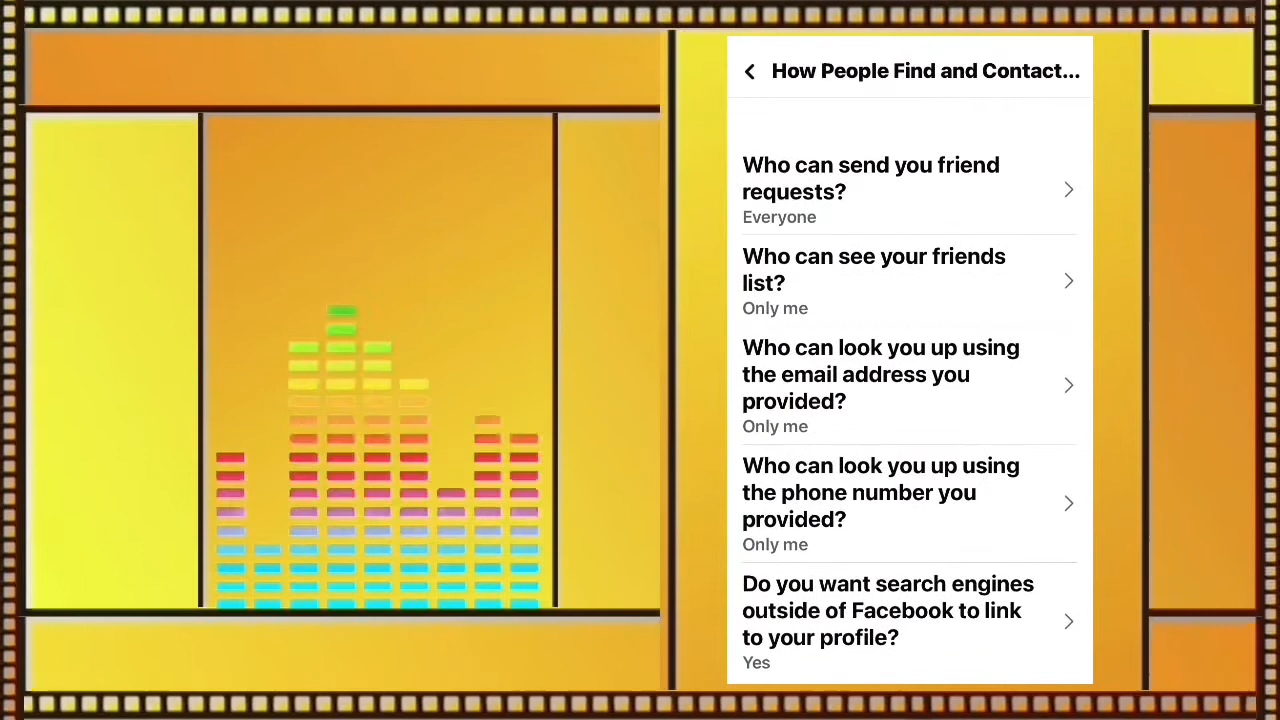 How People Find and Contact...
Who can send you friend
requests?
Everyone
Who can see your friends
list?
Only me
Who can look you up using
the email address you
provided?
Only me
Who can look you up using
the phone number you
provided?
Only me
Do you want search engines
outside of Facebook to link
to your profile?
Yes